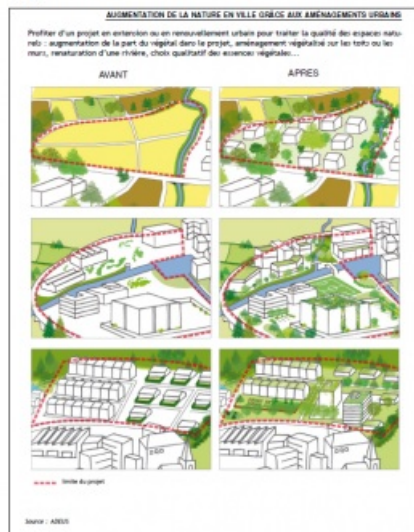 AUGMENTATION DE LA NATURE EN VILLE GRÂCE AUX AMÉNAGEMENTS URBAINS
Profiter d'un projet en extension ou en renouvellement urbain pour traiter la qualité des espaces natu-
rels : augmentation de la part du végétal dans le projet, aménagement végétalisé sur les toits ou les
murs, renaturation d'une rivière, choix qualitatif des essences végétales...
AVANT
APRÈS
limite du projet
Source : ADEUS